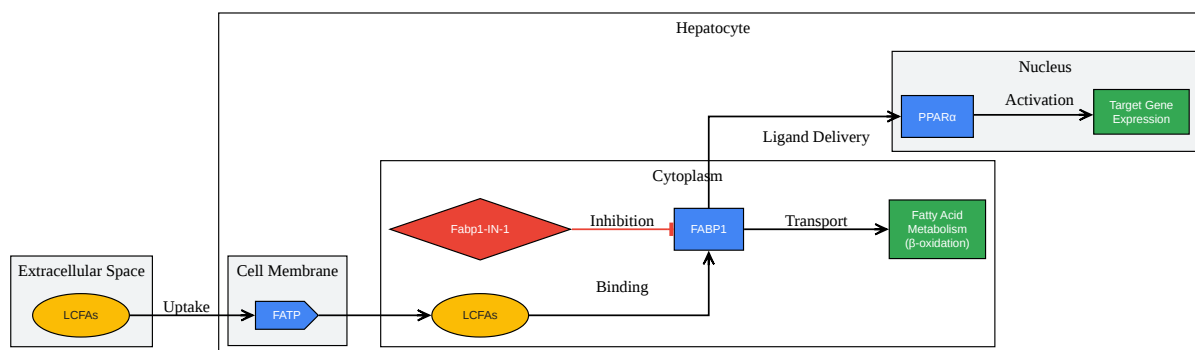 Hepatocyte
Nucleus
PPARα
Activation
Target Gene
Expression
Ligand Delivery
Cytoplasm
Fabp1-IN-1
Inhibition
FABP1
Transport
Fatty Acid
Metabolism
(β-oxidation)
Extracellular Space
LCFAs
Uptake
Cell Membrane
FATP
LCFAs
Binding